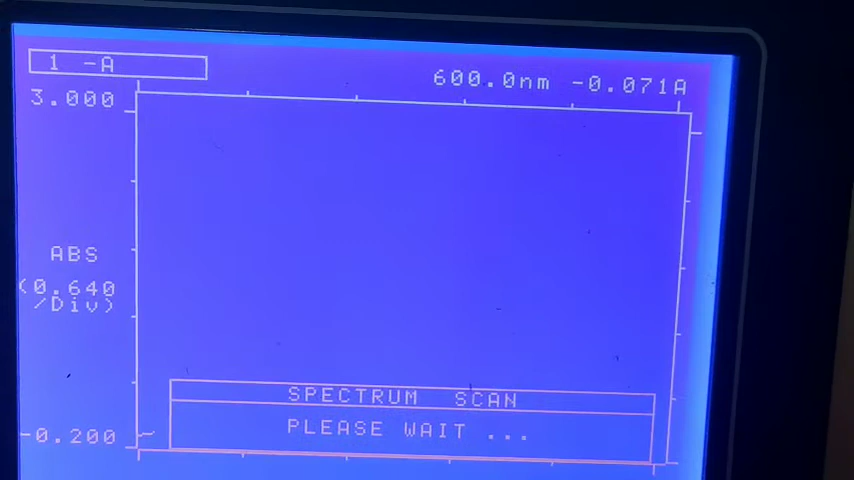 1 -A
600.0nm -0.071A
3.000
ABS
(0.640
/Div)
SPECTRUM SCAN
PLEASE WAIT ...
-0.200